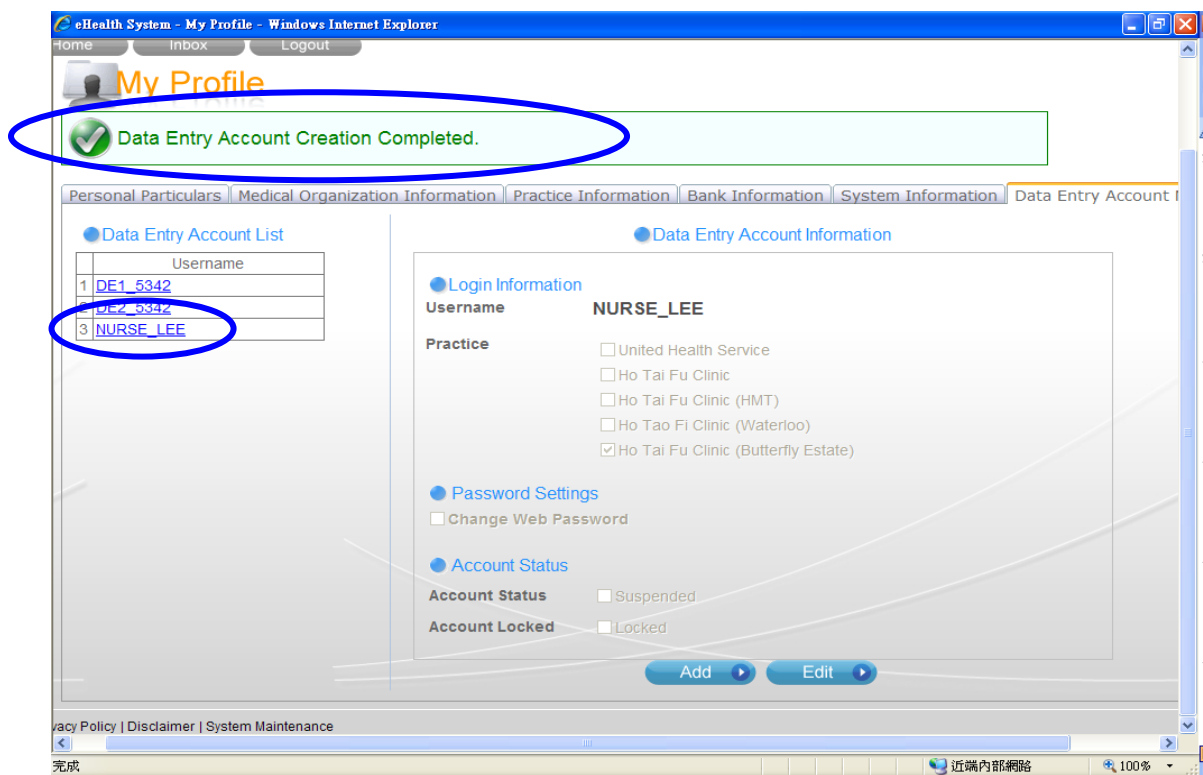 eHealth System - My Profile - Windows Internet Explorer
Home Inbox Logout
My Profile
Data Entry Account Creation Completed.
Personal Particulars Medical Organization Information Practice Information Bank Information System Information Data Entry Account
Data Entry Account List
Username
1 DE1_5342
2 DE2_5342
3 NURSE_LEE
Data Entry Account Information
Login Information
Username NURSE_LEE
Practice United Health Service
Ho Tai Fu Clinic
Ho Tai Fu Clinic (HMT)
Ho Tao Fi Clinic (Waterloo)
Ho Tai Fu Clinic (Butterfly Estate)
Password Settings
Change Web Password
Account Status
Account Status Suspended
Account Locked Locked
Add Edit
vacy Policy | Disclaimer | System Maintenance
完成 近端內部網路 100%